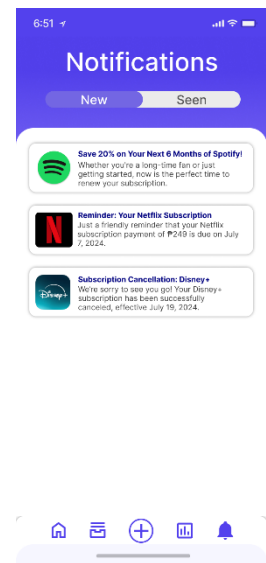 6:51
Notifications
New
Seen
Save 20% on Your Next 6 Months of Spotify!
Whether you're a long-time fan or just
getting started, now is the perfect time to
renew your subscription.
Reminder: Your Netflix Subscription
Just a friendly reminder that your Netflix
subscription payment of ₱249 is due on July
7, 2024.
Subscription Cancellation: Disney+
We're sorry to see you go! Your Disney+
subscription has been successfully
canceled, effective July 19, 2024.
Disney+